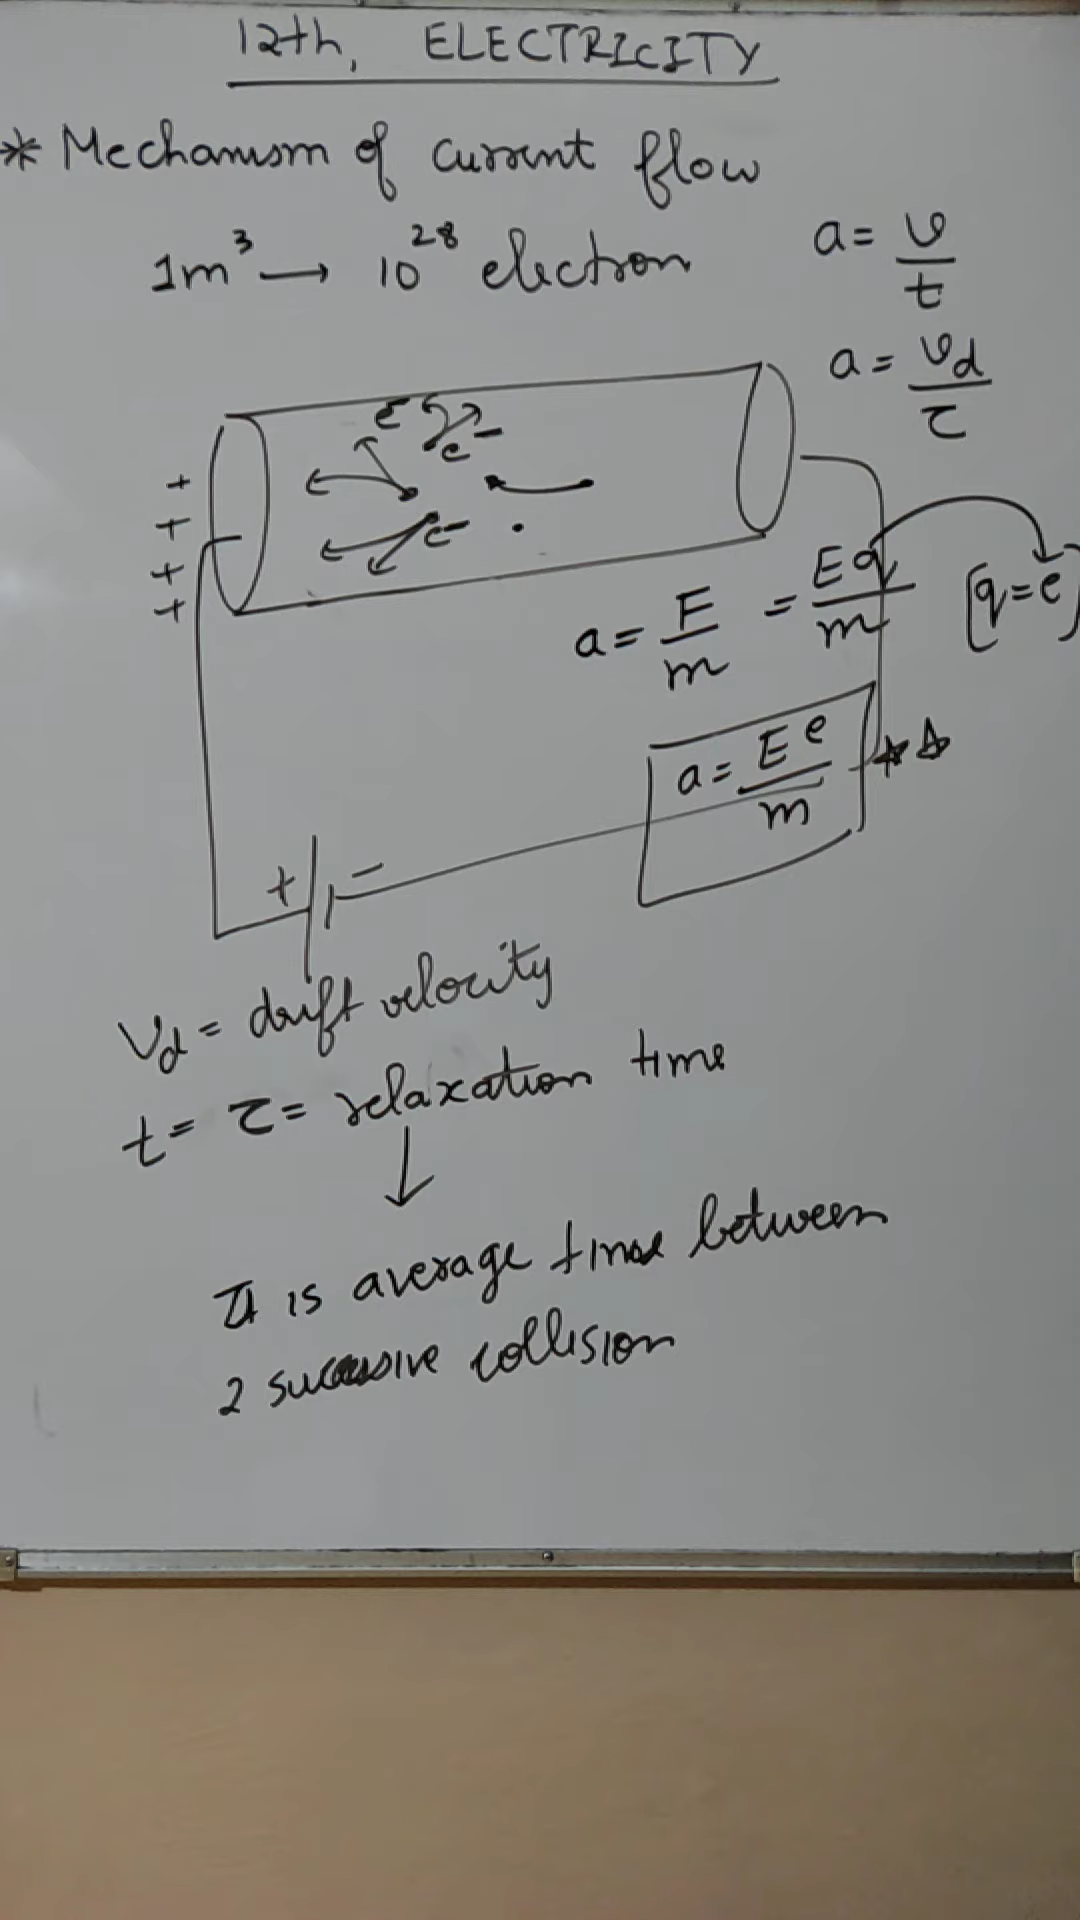 12th, ELECTRICITY
* Mechanism of current flow
1m³ → 10²⁸ electron
a = v/t
a = vd/τ
e⁻
e⁻
+
+
+
+
a = F/m = Eq/m [q=e]
a = Ee/m
+ −
Vd = drift velocity
t = τ = relaxation time
↓
It is average time between
2 successive collision